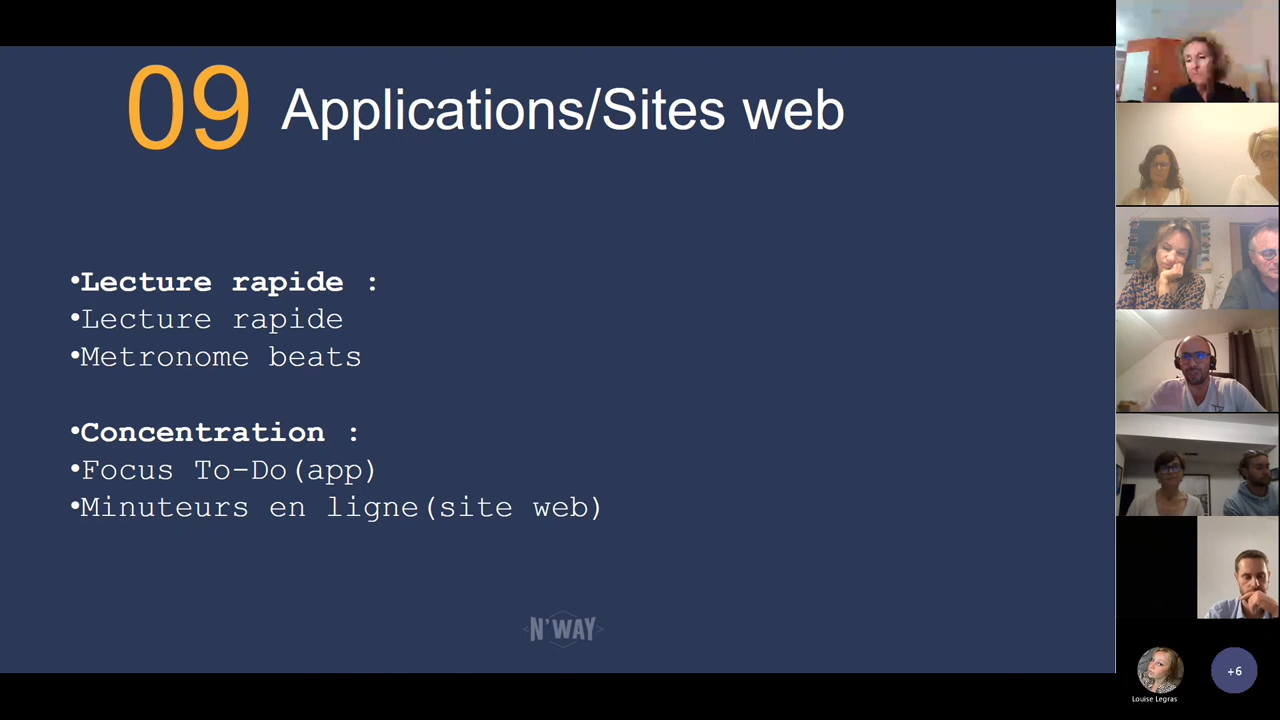 09 Applications/Sites web
•Lecture rapide :
•Lecture rapide
•Metronome beats
•Concentration :
•Focus To-Do(app)
•Minuteurs en ligne(site web)
N'WAY
Louise Legras
+6